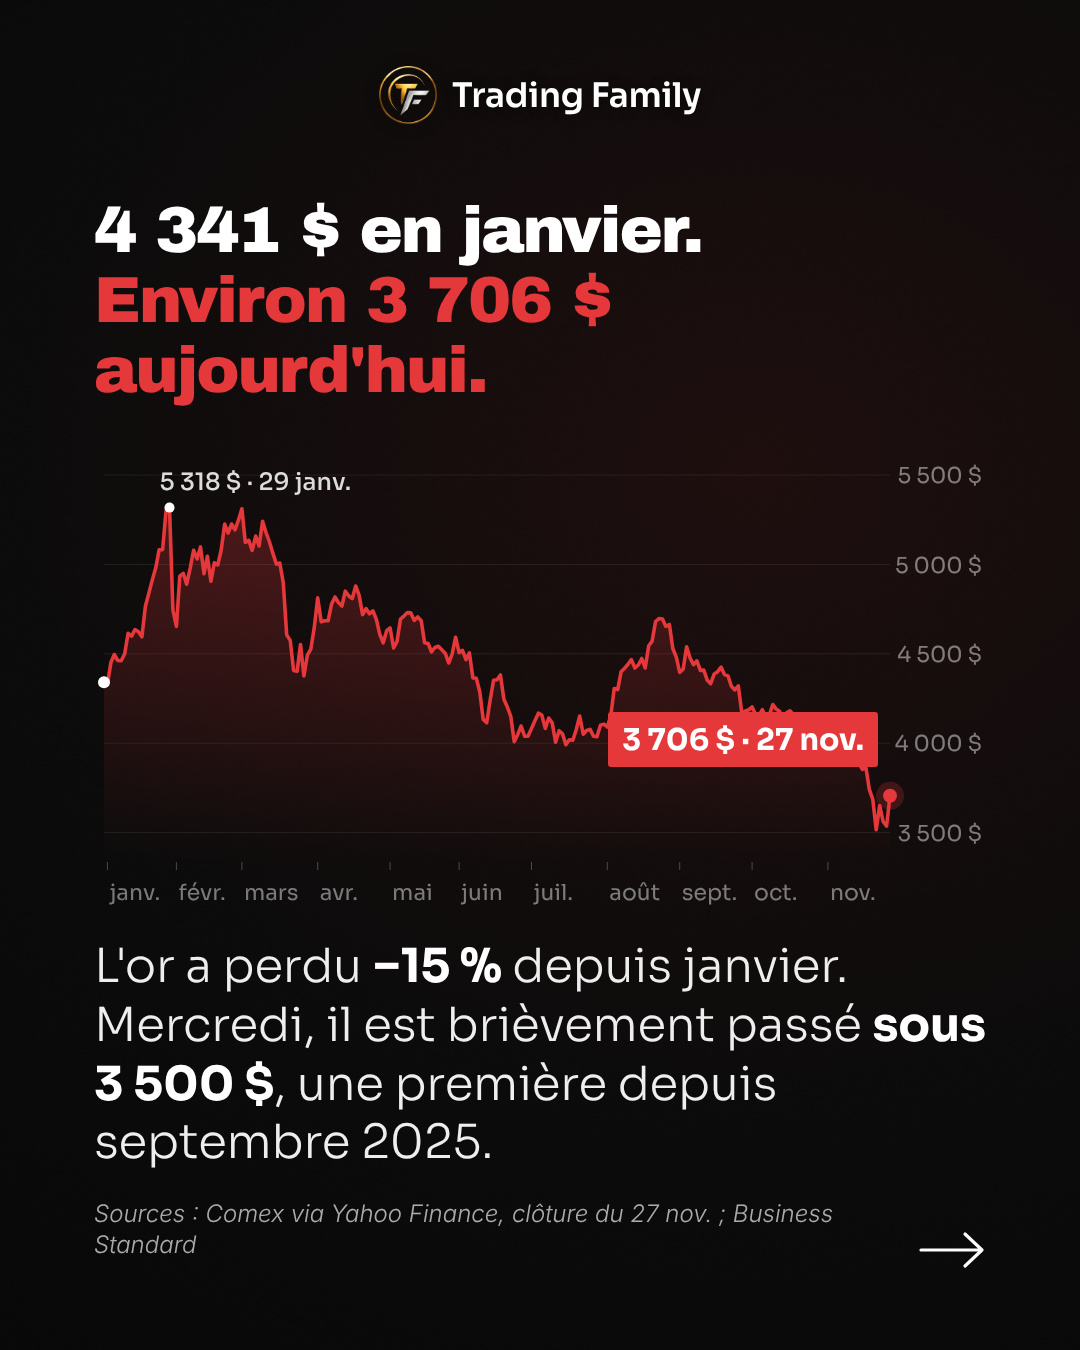 Trading Family
4 341 $ en janvier.
Environ 3 706 $
aujourd'hui.
5 318 $ · 29 janv.
5 500 $
5 000 $
4 500 $
3 706 $ · 27 nov.
4 000 $
3 500 $
janv. févr. mars avr. mai juin juil. août sept. oct. nov.
L'or a perdu −15 % depuis janvier.
Mercredi, il est brièvement passé sous
3 500 $, une première depuis
septembre 2025.
Sources : Comex via Yahoo Finance, clôture du 27 nov. ; Business
Standard